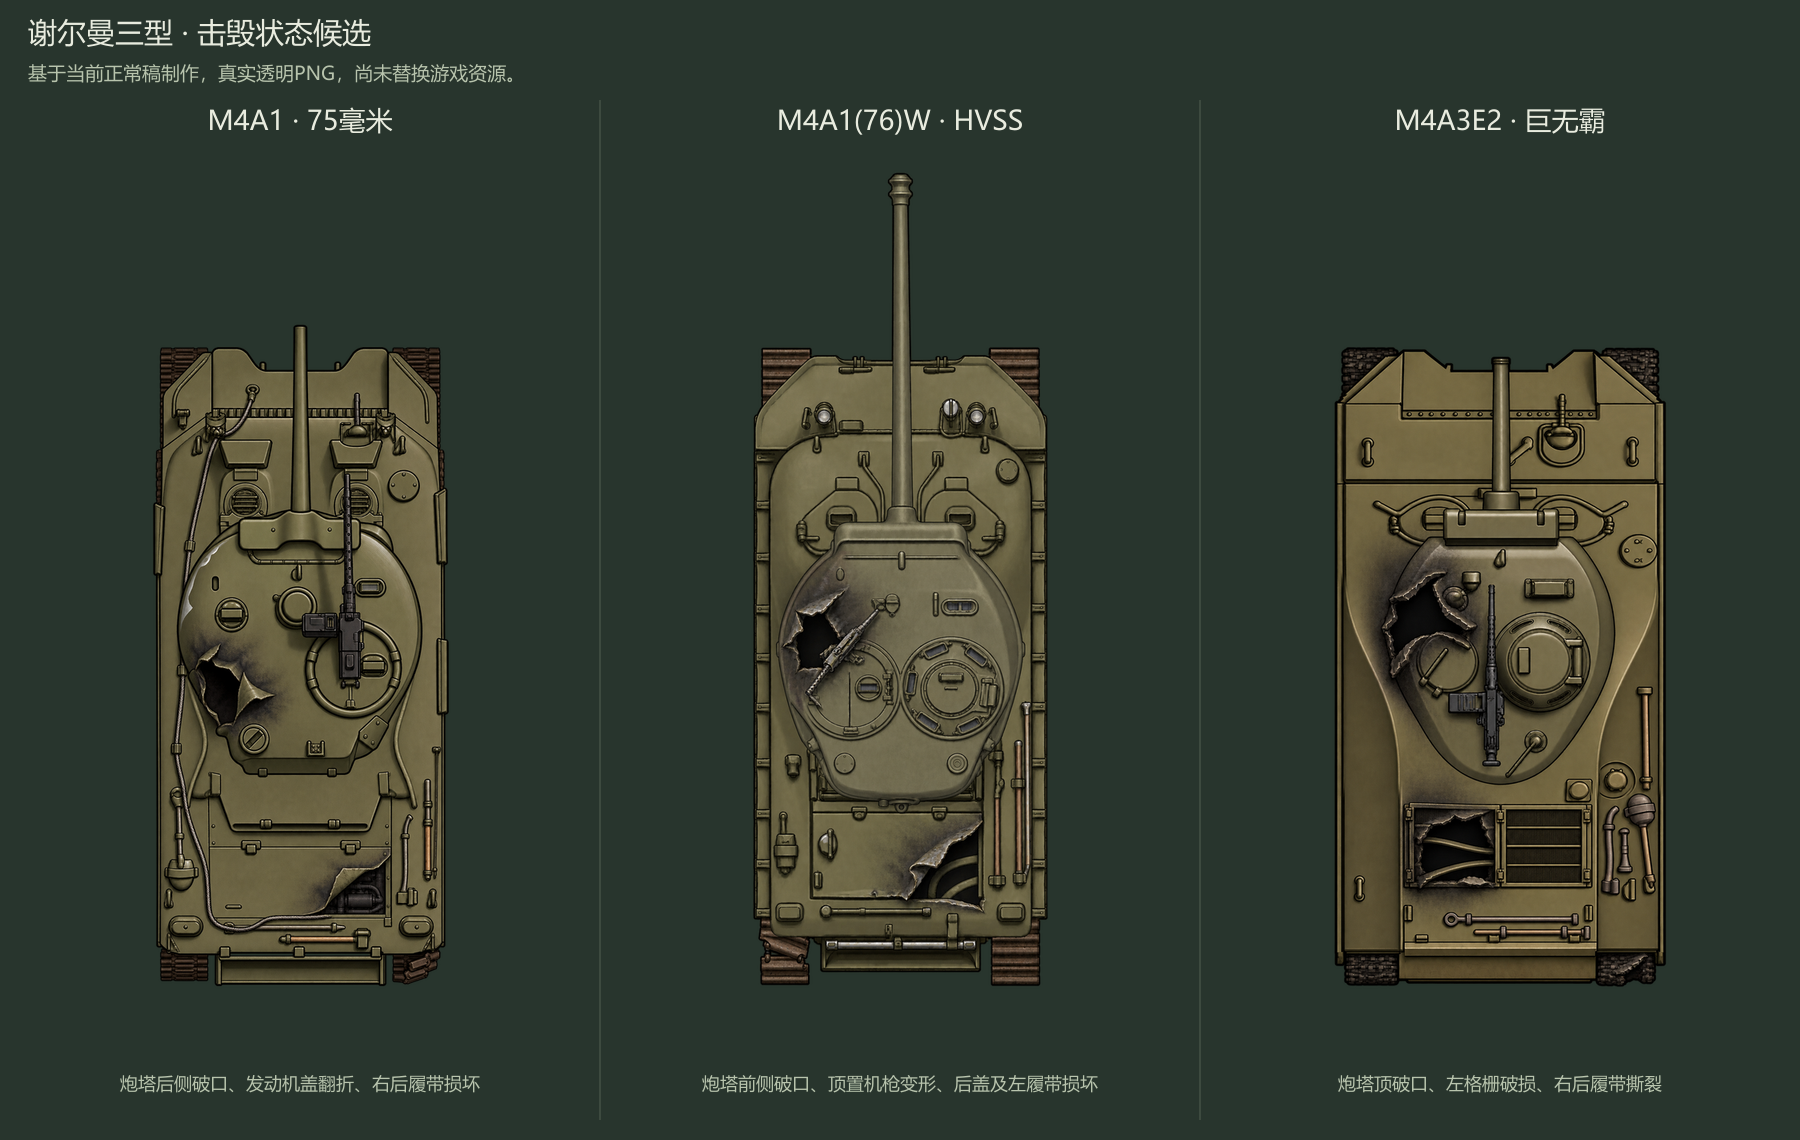 谢尔曼三型 · 击毁状态候选
基于当前正常稿制作，真实透明PNG，尚未替换游戏资源。
M4A1 · 75毫米
M4A1(76)W · HVSS
M4A3E2 · 巨无霸
炮塔后侧破口、发动机盖翻折、右后履带损坏
炮塔前侧破口、顶置机枪变形、后盖及左履带损坏
炮塔顶破口、左格栅破损、右后履带撕裂